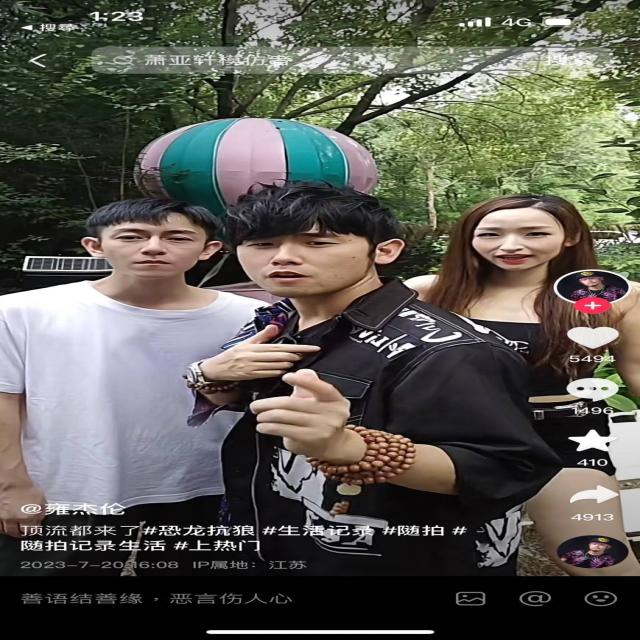 1:23
4G
搜尋
萧亚轩模仿者
5494
1496
410
4913
@雍杰伦
顶流都来了#恐龙抗狼 #生活记录 #随拍 #
随拍记录生活 #上热门
2023-7-20 16:08 IP属地：江苏
善语结善缘，恶言伤人心